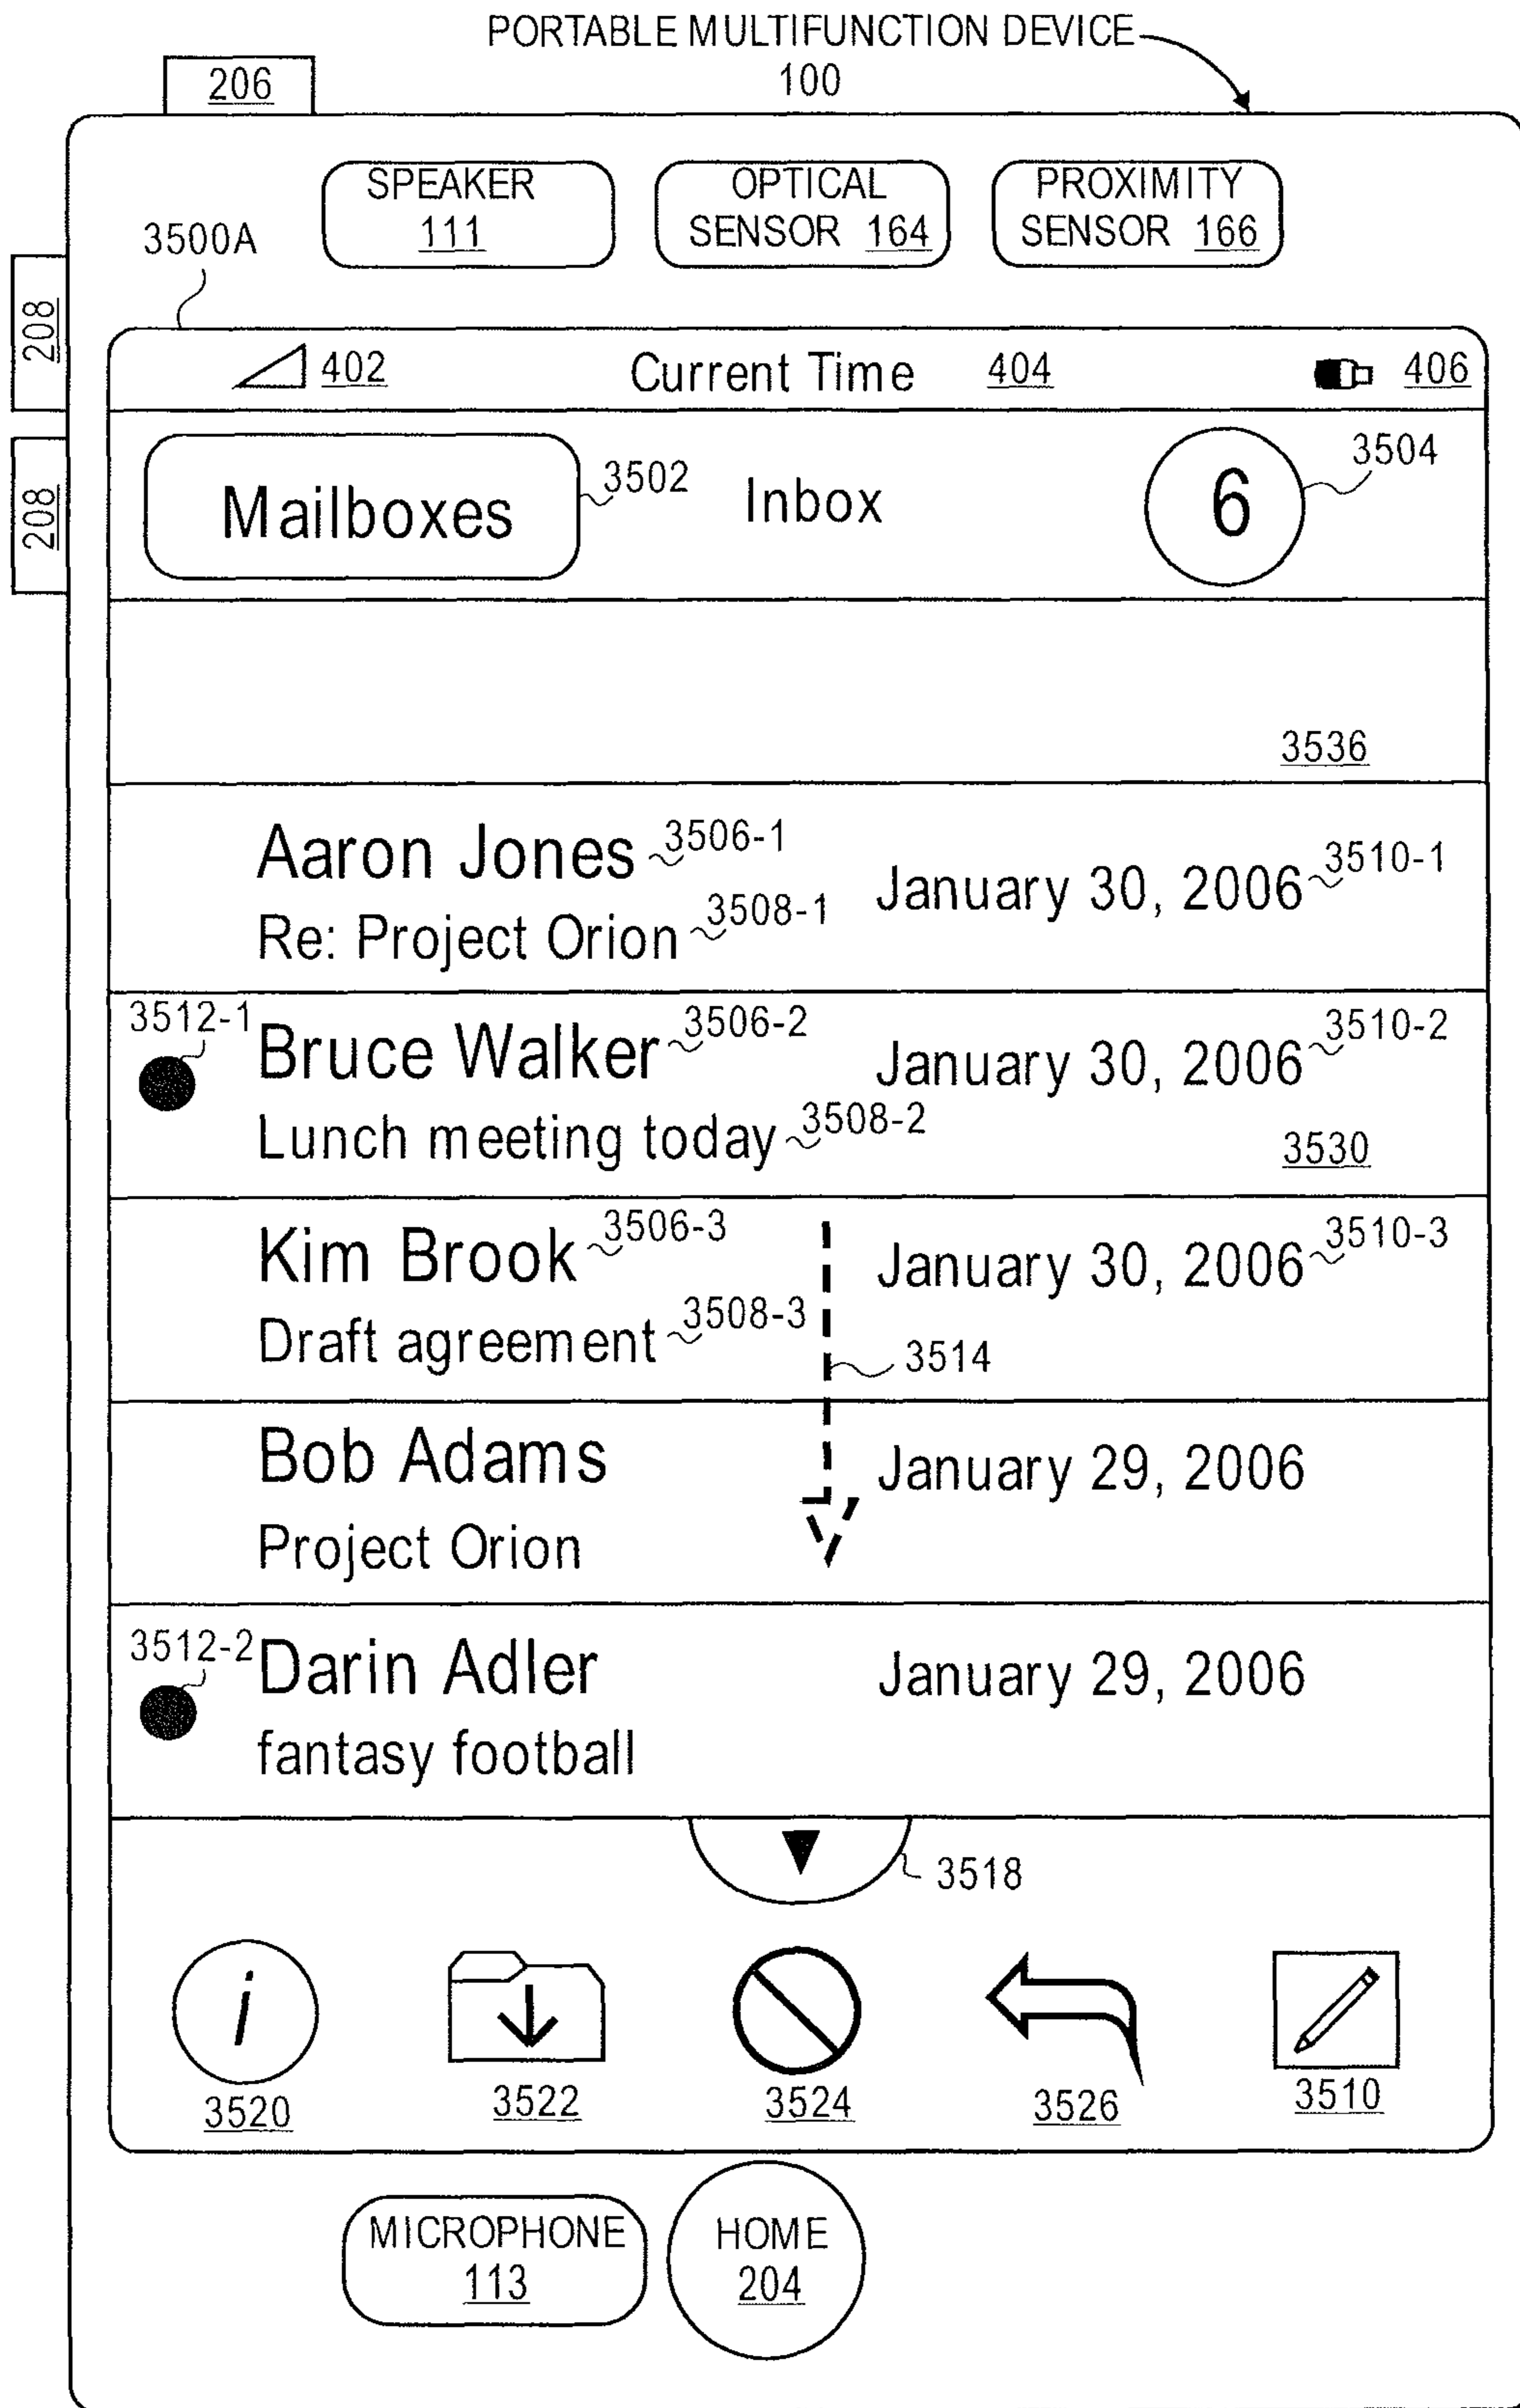 PORTABLE MULTIFUNCTION DEVICE
100
206
SPEAKER
111
OPTICAL
SENSOR 164
PROXIMITY
SENSOR 166
3500A
208
208
402
Current Time 404
406
Mailboxes
3502
Inbox
6
3504
3536
Aaron Jones 3506-1
January 30, 2006 3510-1
Re: Project Orion 3508-1
3512-1
Bruce Walker 3506-2
January 30, 2006 3510-2
Lunch meeting today 3508-2
3530
Kim Brook 3506-3
January 30, 2006 3510-3
Draft agreement 3508-3
3514
Bob Adams
January 29, 2006
Project Orion
3512-2
Darin Adler
January 29, 2006
fantasy football
3518
i
3520
3522
3524
3526
3510
MICROPHONE
113
HOME
204